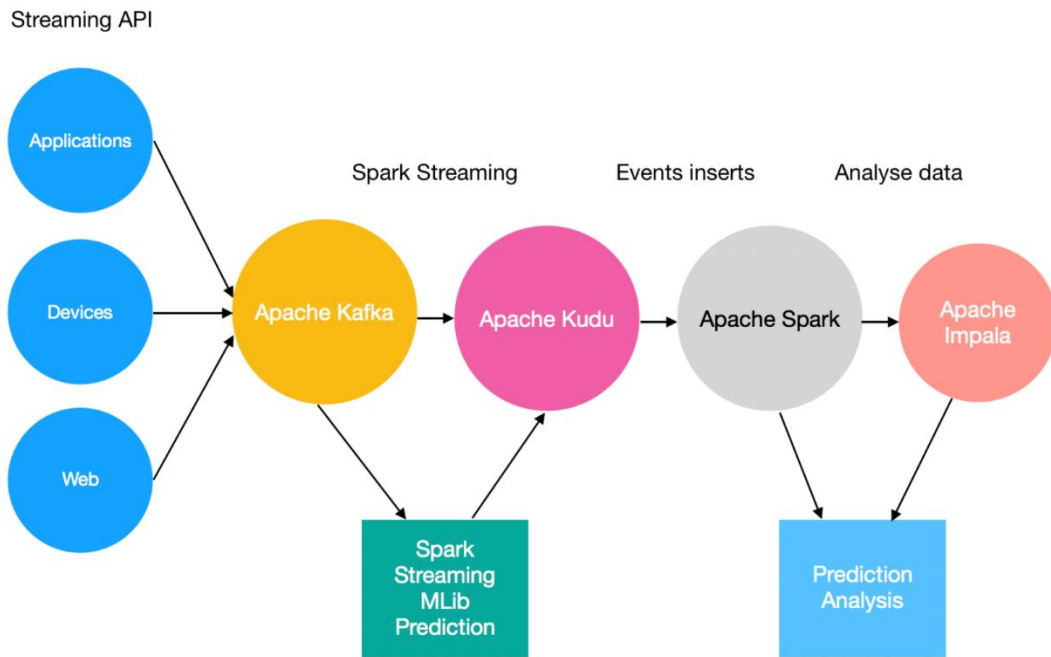 Streaming API
Applications
Devices
Web
Spark Streaming
Events inserts
Analyse data
Apache Kafka
Apache Kudu
Apache Spark
Apache
Impala
Spark
Streaming
MLib
Prediction
Prediction
Analysis